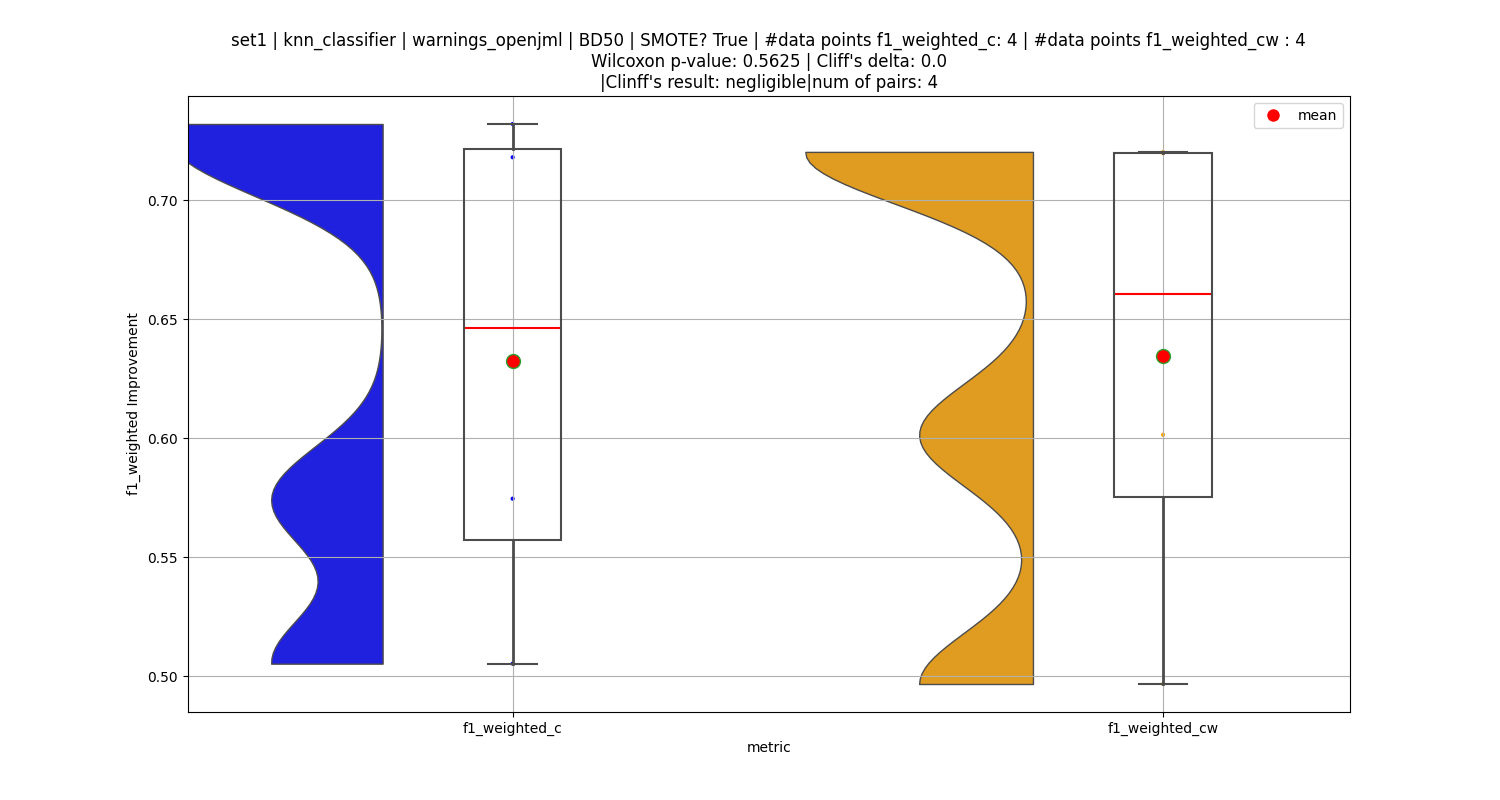 set1 | knn_classifier | warnings_openjml | BD50 | SMOTE? True | #data points f1_weighted_c: 4 | #data points f1_weighted_cw : 4
Wilcoxon p-value: 0.5625 | Cliff's delta: 0.0
|Clinff's result: negligible|num of pairs: 4
mean
0.70
0.65
0.60
0.55
0.50
f1_weighted Improvement
f1_weighted_c
f1_weighted_cw
metric